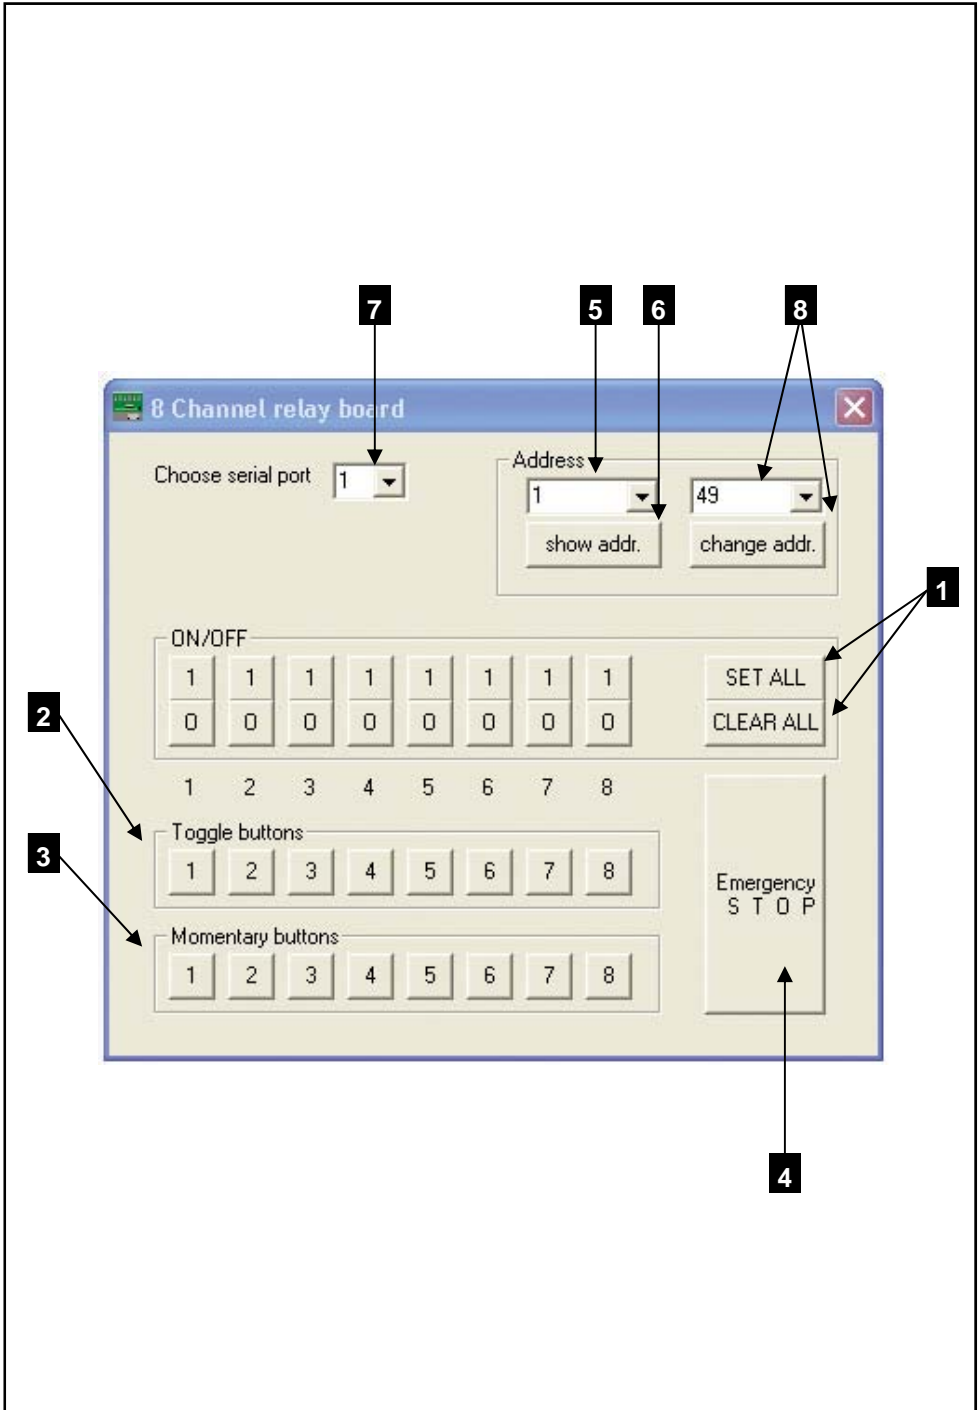 7 5 6 8
8 Channel relay board
Choose serial port 1
Address
1 49
show addr. change addr.
1
ON/OFF
1 1 1 1 1 1 1 1 SET ALL
0 0 0 0 0 0 0 0 CLEAR ALL
2
1 2 3 4 5 6 7 8
Toggle buttons
3
1 2 3 4 5 6 7 8
Emergency
S T O P
Momentary buttons
1 2 3 4 5 6 7 8
4